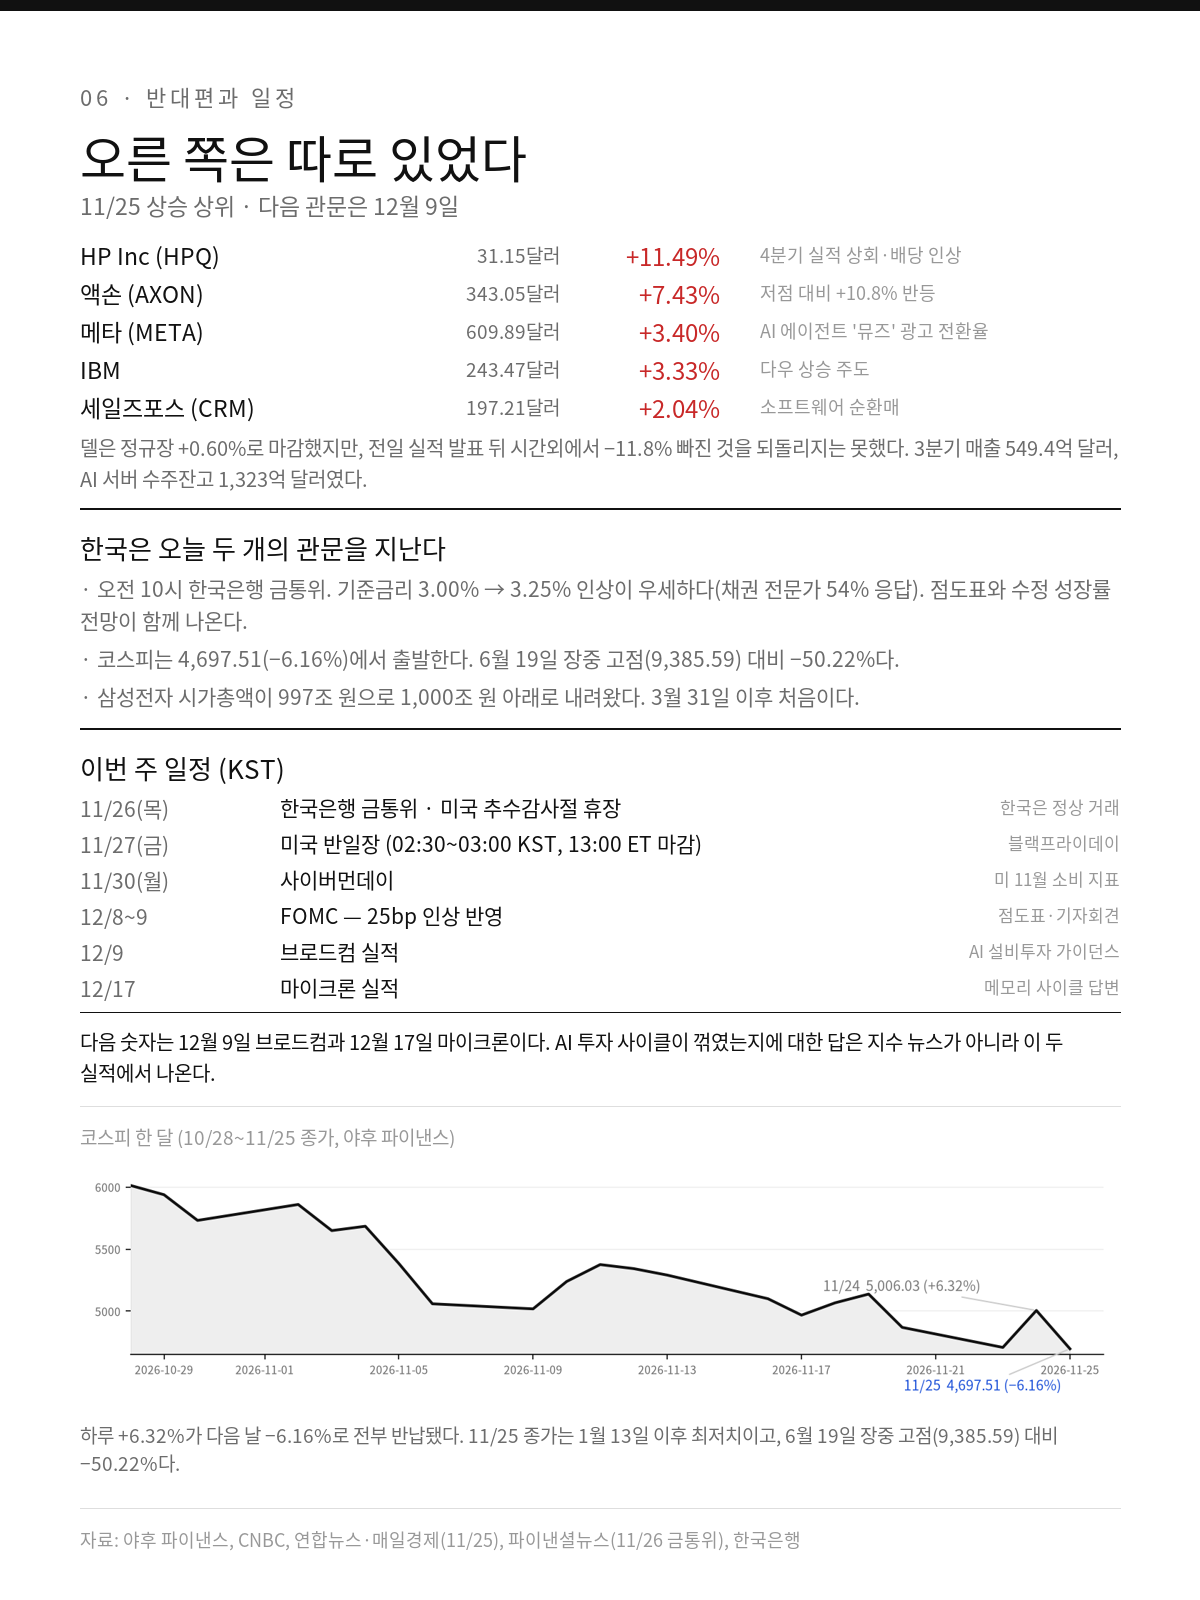 06 · 반대편과 일정
오른 쪽은 따로 있었다
11/25 상승 상위 · 다음 관문은 12월 9일
HP Inc (HPQ) 31.15달러 +11.49% 4분기 실적 상회·배당 인상
액손 (AXON) 343.05달러 +7.43% 저점 대비 +10.8% 반등
메타 (META) 609.89달러 +3.40% AI 에이전트 '뮤즈' 광고 전환율
IBM 243.47달러 +3.33% 다우 상승 주도
세일즈포스 (CRM) 197.21달러 +2.04% 소프트웨어 순환매
델은 정규장 +0.60%로 마감했지만, 전일 실적 발표 뒤 시간외에서 −11.8% 빠진 것을 되돌리지는 못했다. 3분기 매출 549.4억 달러,
AI 서버 수주잔고 1,323억 달러였다.
한국은 오늘 두 개의 관문을 지난다
· 오전 10시 한국은행 금통위. 기준금리 3.00% → 3.25% 인상이 우세하다(채권 전문가 54% 응답). 점도표와 수정 성장률
전망이 함께 나온다.
· 코스피는 4,697.51(−6.16%)에서 출발한다. 6월 19일 장중 고점(9,385.59) 대비 −50.22%다.
· 삼성전자 시가총액이 997조 원으로 1,000조 원 아래로 내려왔다. 3월 31일 이후 처음이다.
이번 주 일정 (KST)
11/26(목) 한국은행 금통위 · 미국 추수감사절 휴장 한국은 정상 거래
11/27(금) 미국 반일장 (02:30~03:00 KST, 13:00 ET 마감) 블랙프라이데이
11/30(월) 사이버먼데이 미 11월 소비 지표
12/8~9 FOMC — 25bp 인상 반영 점도표·기자회견
12/9 브로드컴 실적 AI 설비투자 가이던스
12/17 마이크론 실적 메모리 사이클 답변
다음 숫자는 12월 9일 브로드컴과 12월 17일 마이크론이다. AI 투자 사이클이 꺾였는지에 대한 답은 지수 뉴스가 아니라 이 두
실적에서 나온다.
코스피 한 달 (10/28~11/25 종가, 야후 파이낸스)
6000
5500
11/24 5,006.03 (+6.32%)
5000
2026-10-29 2026-11-01 2026-11-05 2026-11-09 2026-11-13 2026-11-17 2026-11-21 2026-11-25
11/25 4,697.51 (−6.16%)
하루 +6.32%가 다음 날 −6.16%로 전부 반납됐다. 11/25 종가는 1월 13일 이후 최저치이고, 6월 19일 장중 고점(9,385.59) 대비
−50.22%다.
자료: 야후 파이낸스, CNBC, 연합뉴스·매일경제(11/25), 파이낸셜뉴스(11/26 금통위), 한국은행